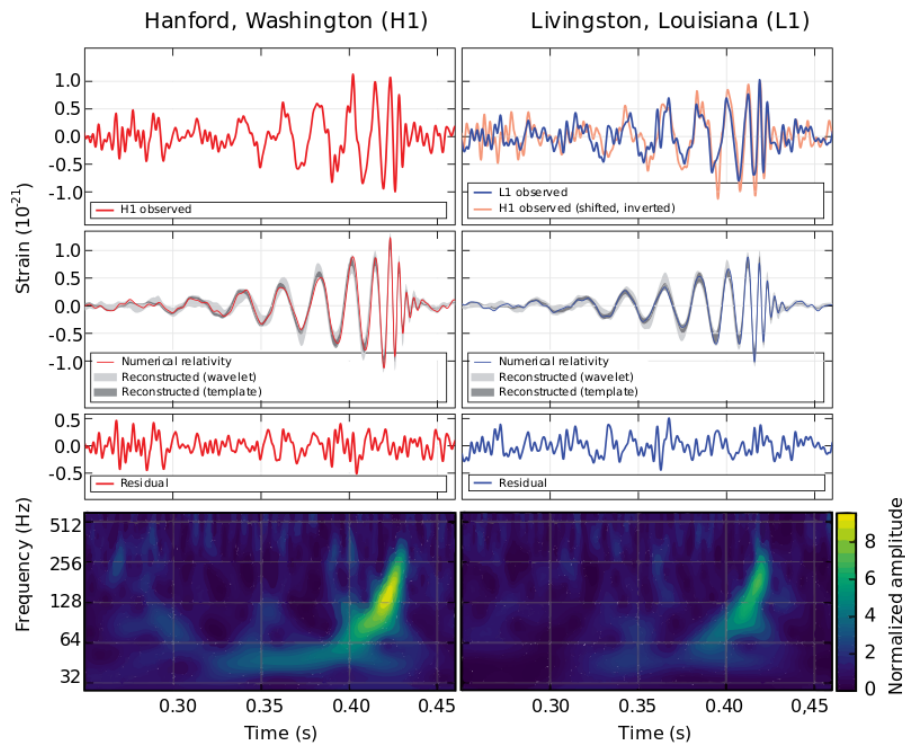 Hanford, Washington (H1)
Livingston, Louisiana (L1)
Strain (10⁻²¹)
1.0
0.5
0.0
-0.5
-1.0
H1 observed
L1 observed
H1 observed (shifted, inverted)
1.0
0.5
0.0
-0.5
-1.0
Numerical relativity
Reconstructed (wavelet)
Reconstructed (template)
Numerical relativity
Reconstructed (wavelet)
Reconstructed (template)
0.5
0.0
-0.5
Residual
Residual
Frequency (Hz)
512
256
128
64
32
Normalized amplitude
8
6
4
2
0
0.30
0.35
0.40
0.45
0.30
0.35
0.40
0,45
Time (s)
Time (s)